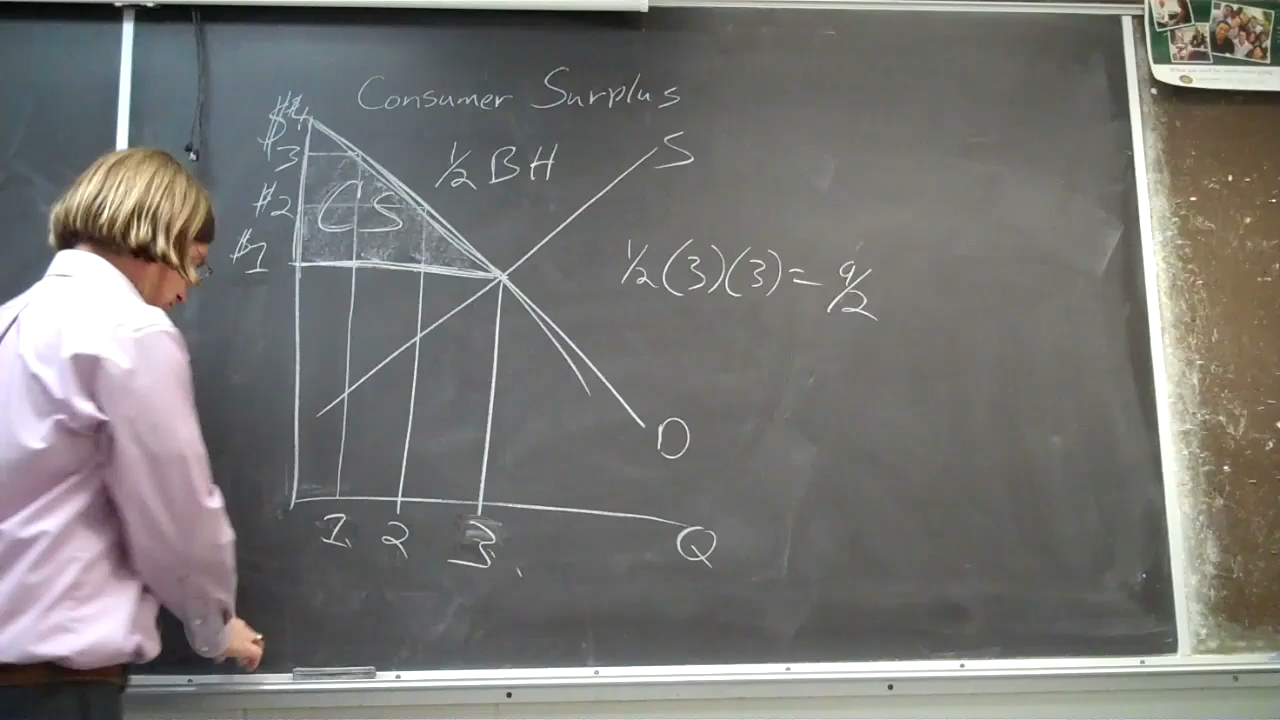 Consumer Surplus
$4
3
$2
$1
CS
½ BH
S
½(3)(3) = 9/2
D
1 2 3
Q